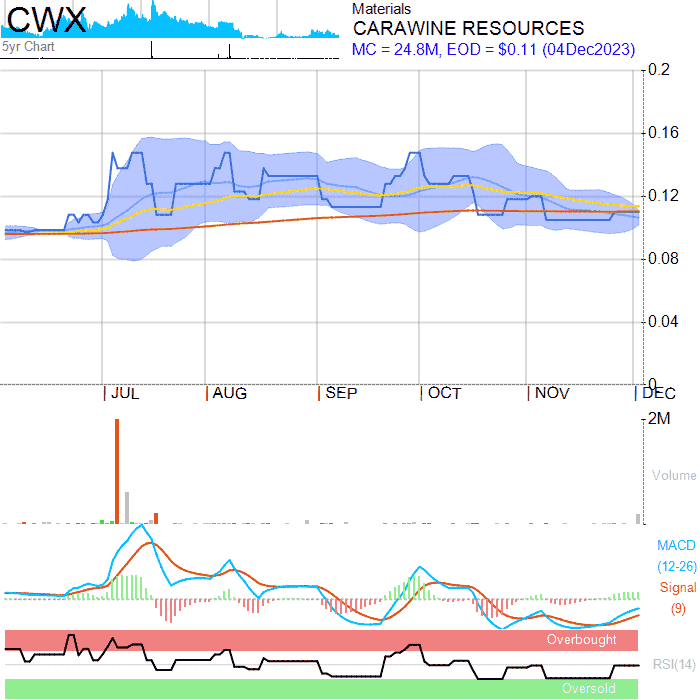 CWX
5yr Chart
Materials
CARAWINE RESOURCES
MC = 24.8M, EOD = $0.11 (04Dec2023)
0.2
0.16
0.12
0.08
0.04
0
JUL AUG SEP OCT NOV DEC
2M
Volume
MACD
(12-26)
Signal
(9)
Overbought
RSI(14)
Oversold